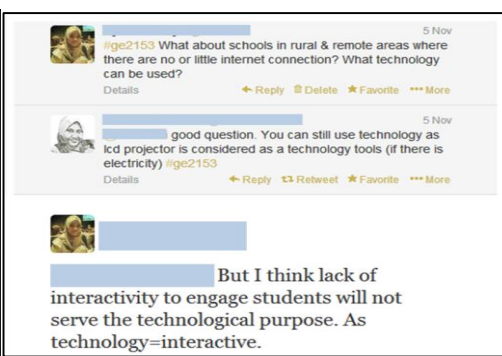 5 Nov
#ge2153 What about schools in rural & remote areas where
there are no or little internet connection? What technology
can be used?
Details Reply Delete Favorite More
5 Nov
good question. You can still use technology as
lcd projector is considered as a technology tools (if there is
electricity) #ge2153
Details Reply Retweet Favorite More
But I think lack of
interactivity to engage students will not
serve the technological purpose. As
technology=interactive.